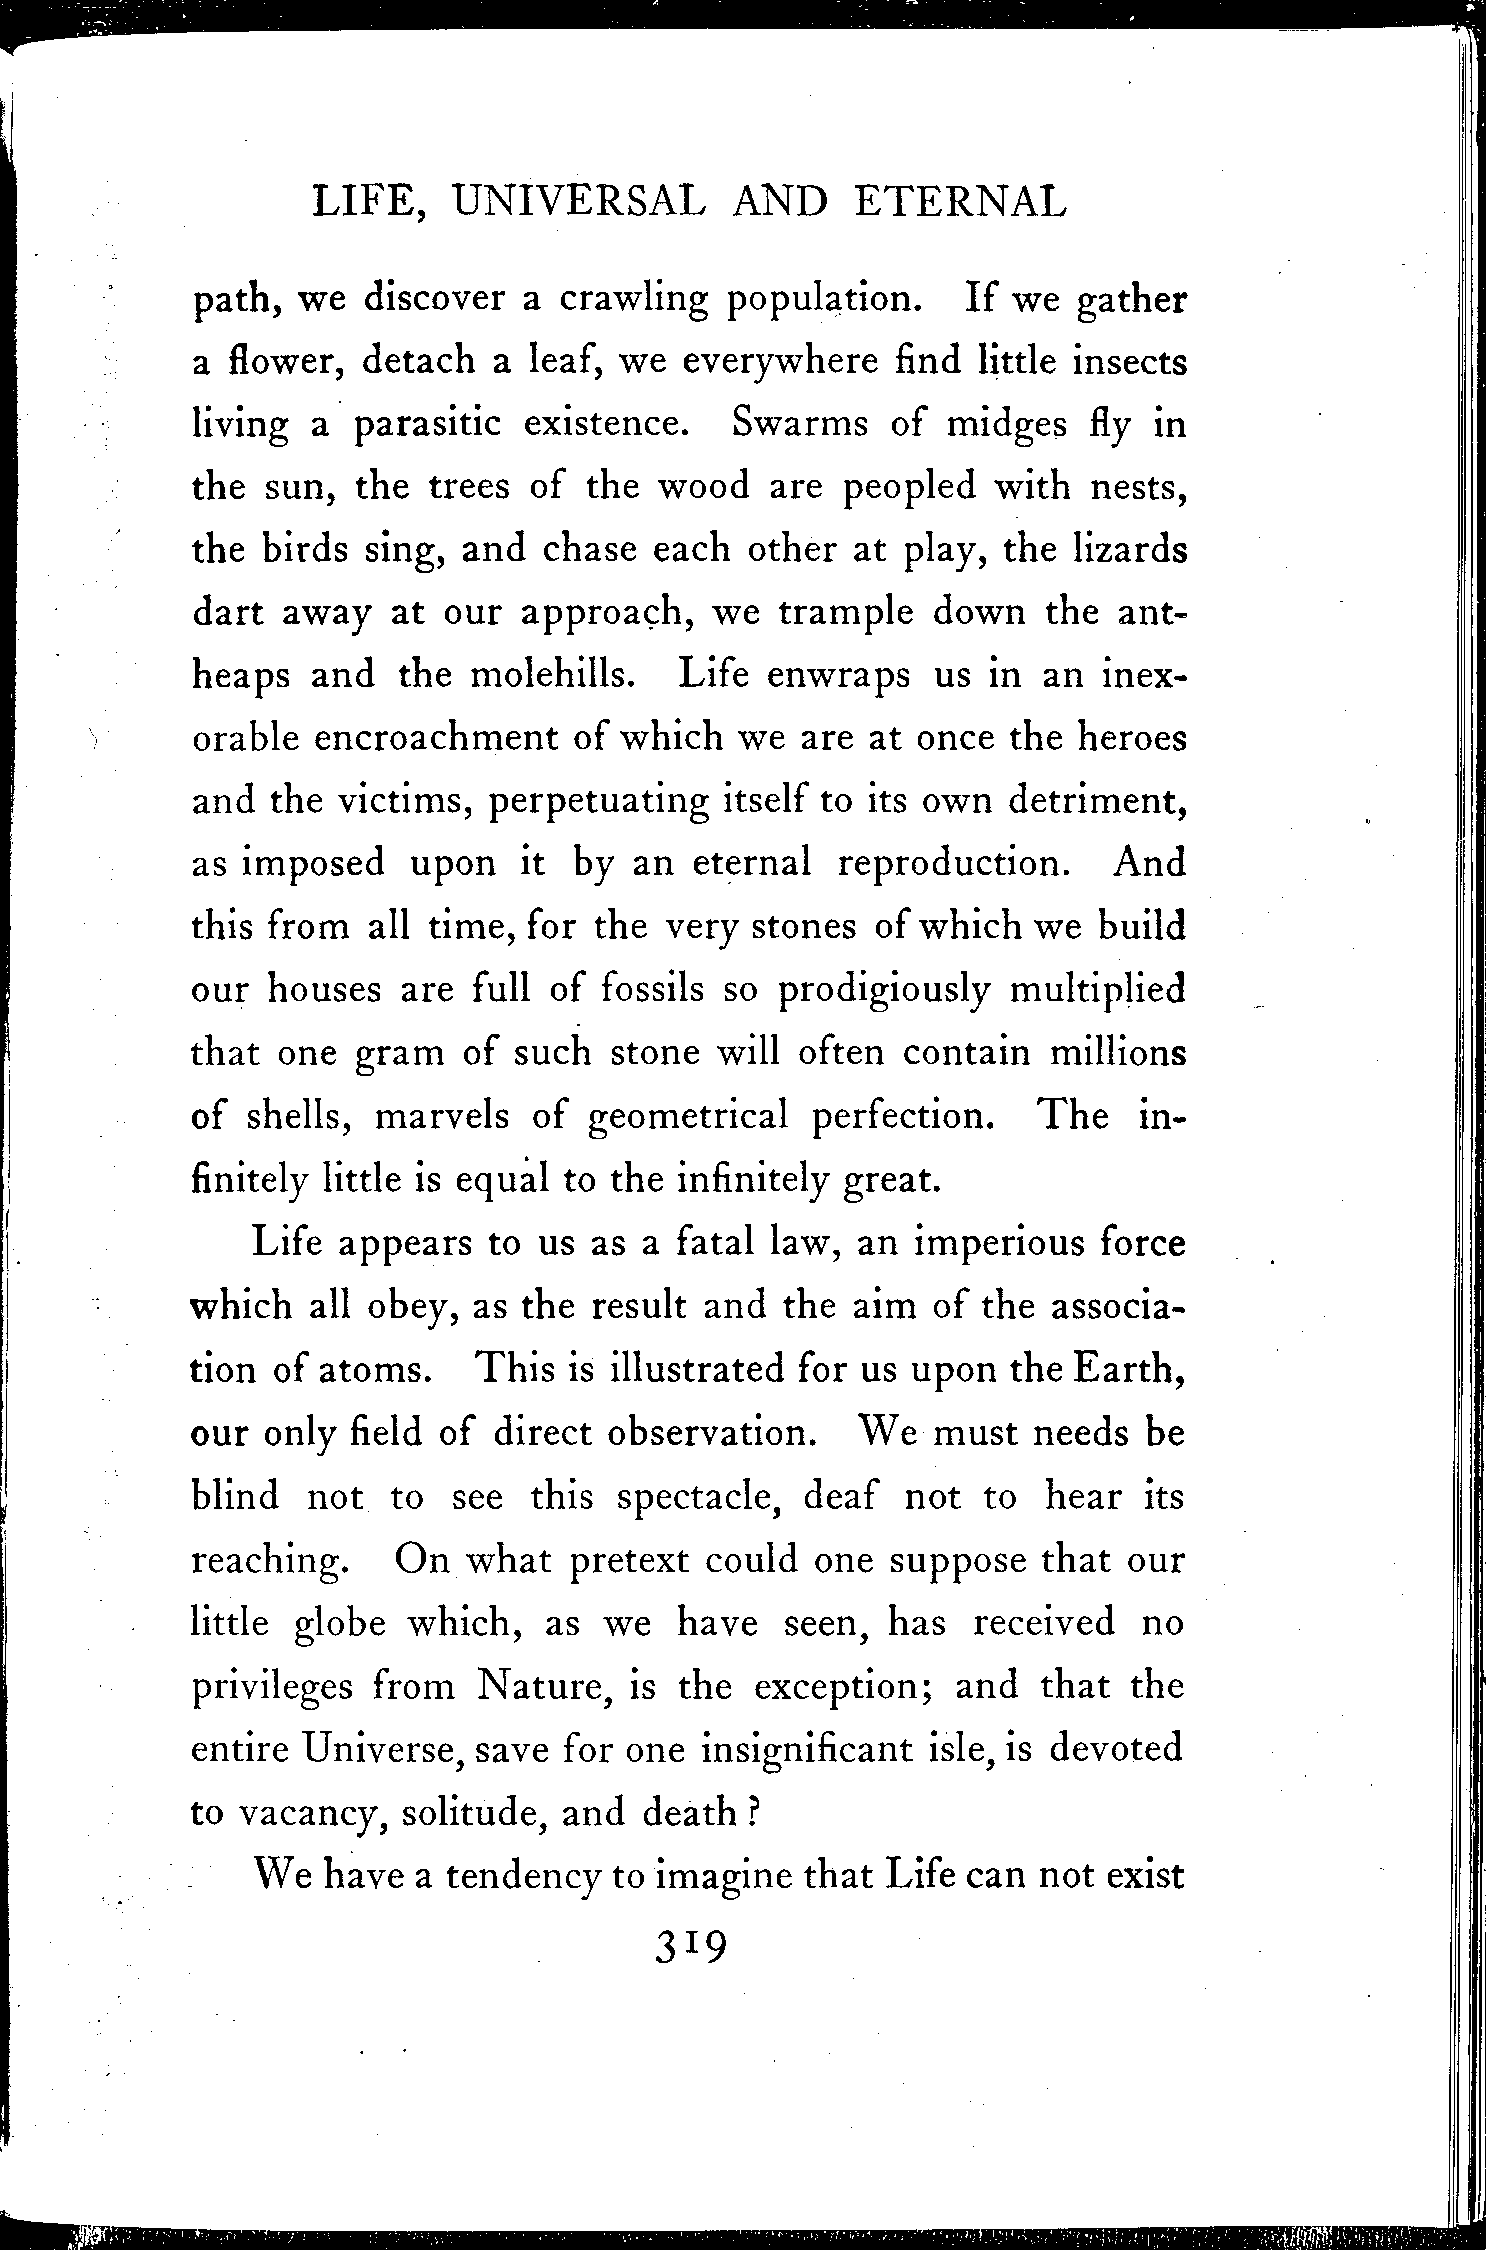 LIFE, UNIVERSAL AND ETERNAL
path, we discover a crawling population. If we gather
a flower, detach a leaf, we everywhere find little insects
living a parasitic existence. Swarms of midges fly in
the sun, the trees of the wood are peopled with nests,
the birds sing, and chase each other at play, the lizards
dart away at our approach, we trample down the ant-
heaps and the molehills. Life enwraps us in an inex-
orable encroachment of which we are at once the heroes
and the victims, perpetuating itself to its own detriment,
as imposed upon it by an eternal reproduction. And
this from all time, for the very stones of which we build
our houses are full of fossils so prodigiously multiplied
that one gram of such stone will often contain millions
of shells, marvels of geometrical perfection. The in-
finitely little is equal to the infinitely great.
Life appears to us as a fatal law, an imperious force
which all obey, as the result and the aim of the associa-
tion of atoms. This is illustrated for us upon the Earth,
our only field of direct observation. We must needs be
blind not to see this spectacle, deaf not to hear its
reaching. On what pretext could one suppose that our
little globe which, as we have seen, has received no
privileges from Nature, is the exception; and that the
entire Universe, save for one insignificant isle, is devoted
to vacancy, solitude, and death?
We have a tendency to imagine that Life can not exist
319